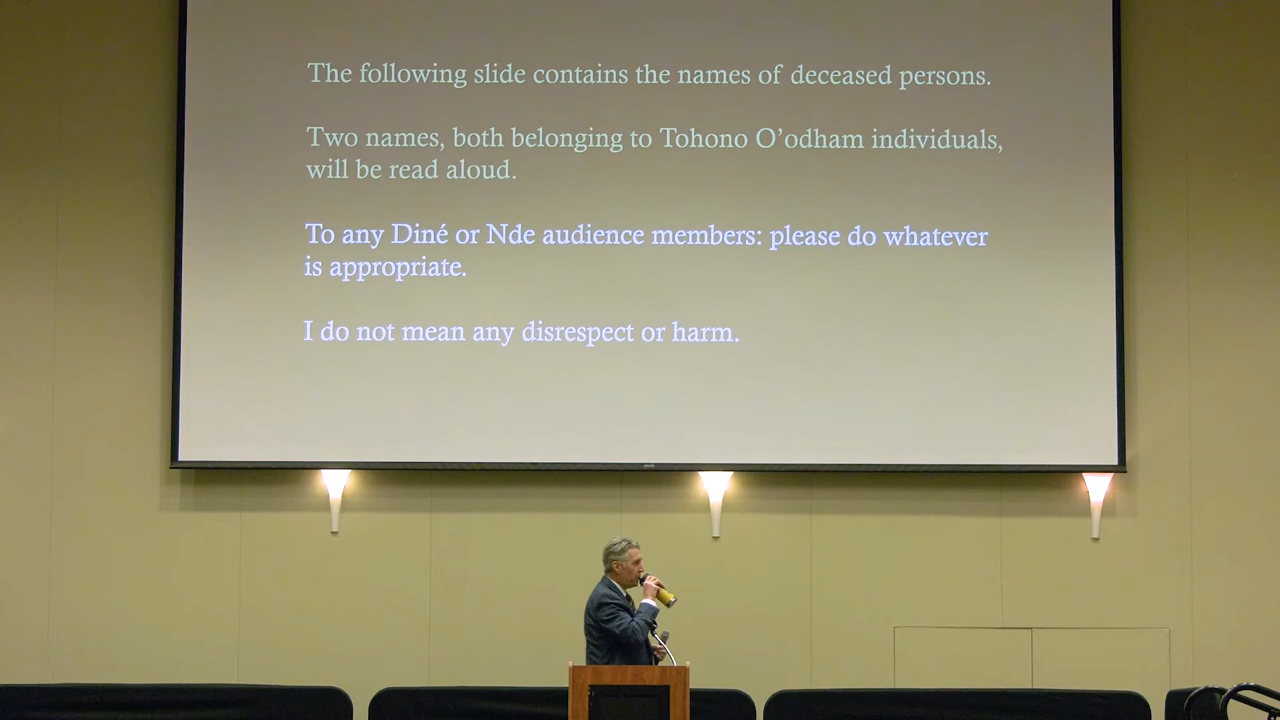 The following slide contains the names of deceased persons.
Two names, both belonging to Tohono O’odham individuals,
will be read aloud.
To any Diné or Nde audience members: please do whatever
is appropriate.
I do not mean any disrespect or harm.